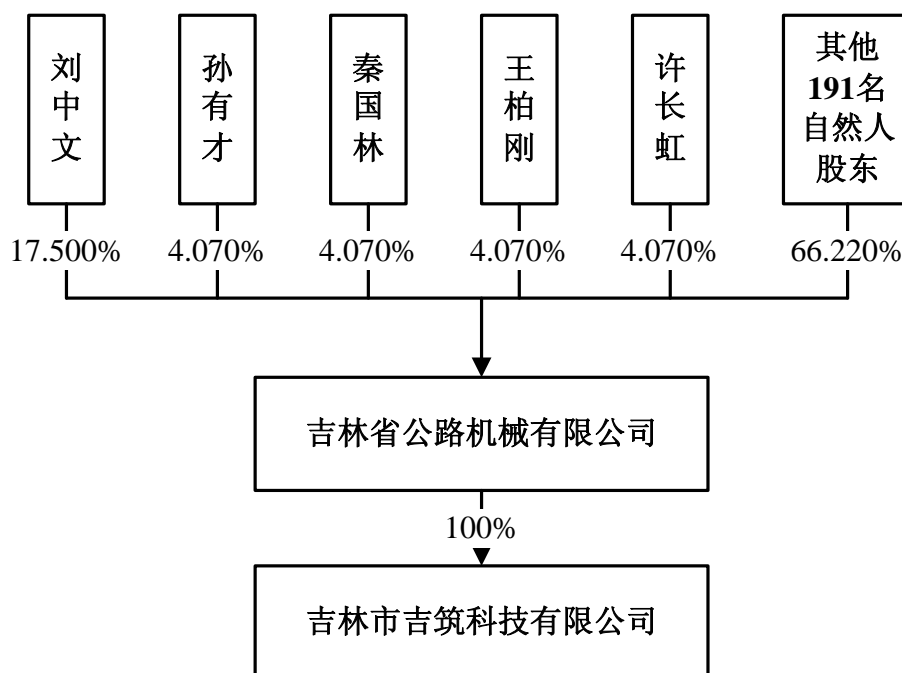 刘中文
孙有才
秦国林
王柏刚
许长虹
其他
191名
自然人
股东
17.500%
4.070%
4.070%
4.070%
4.070%
66.220%
吉林省公路机械有限公司
100%
吉林市吉筑科技有限公司